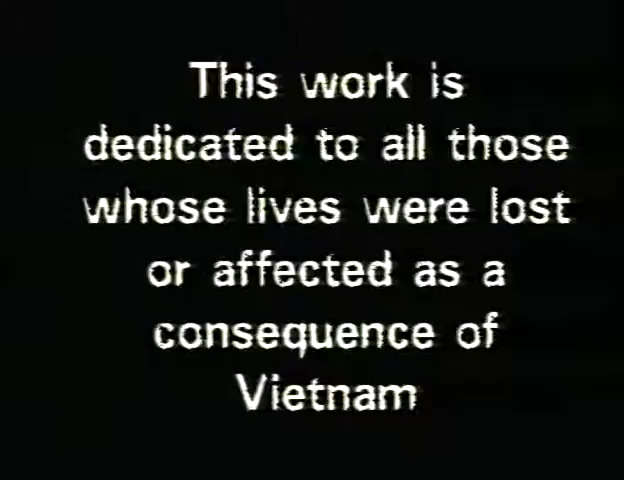 This work is
dedicated to all those
whose lives were lost
or affected as a
consequence of
Vietnam